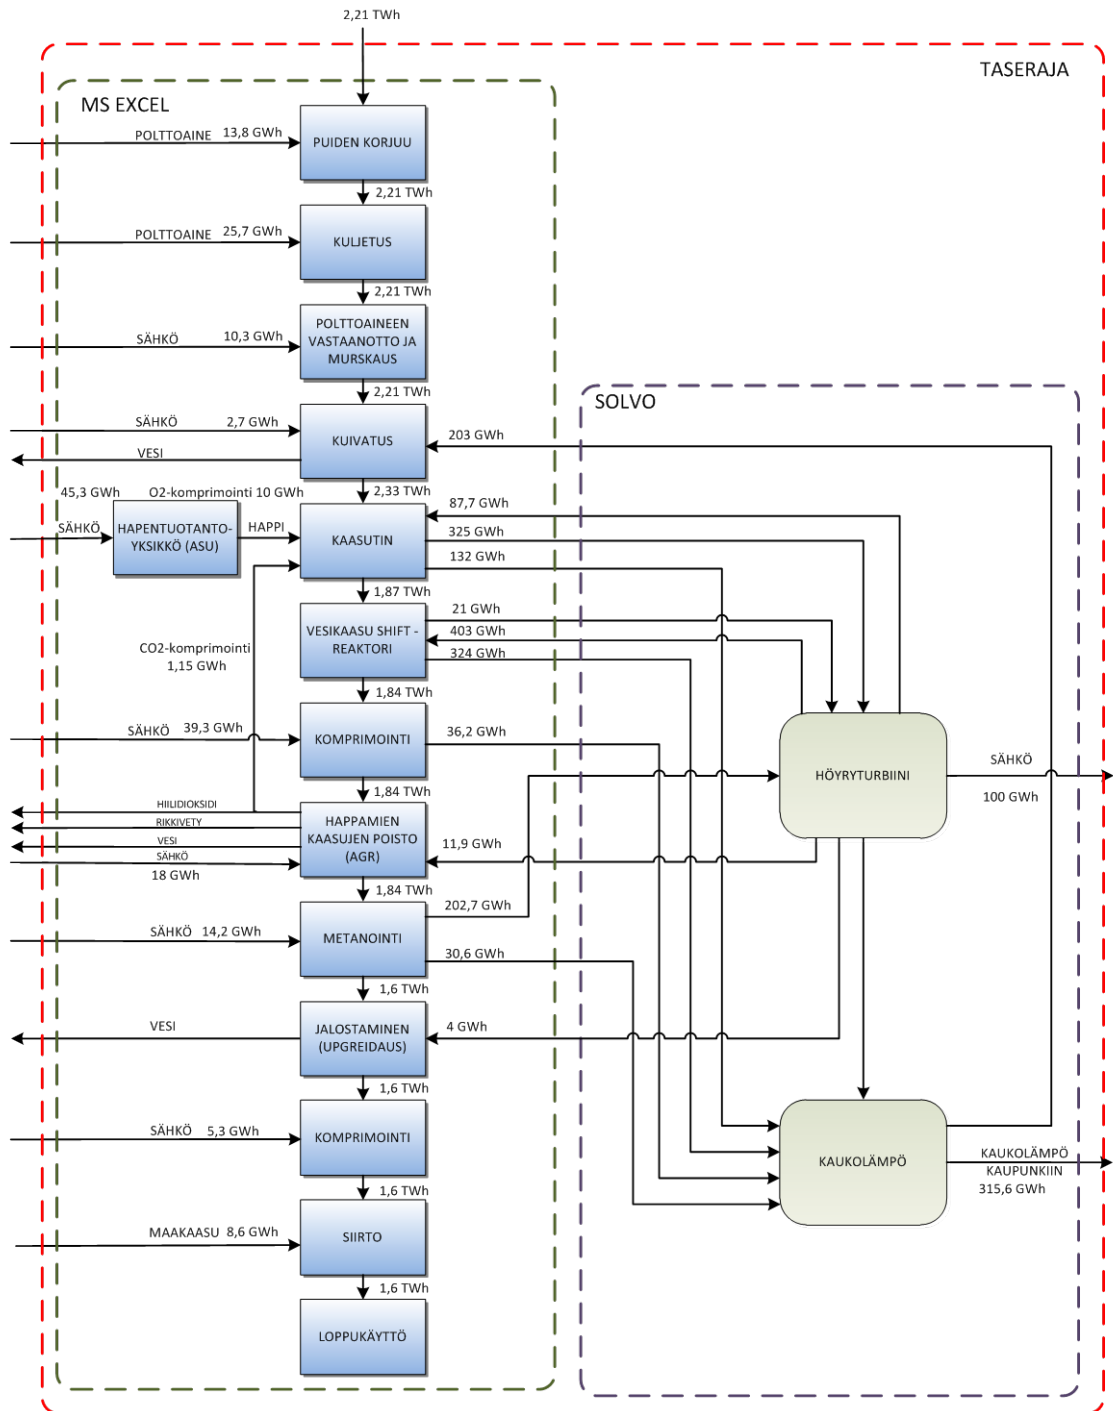 2,21 TWh
TASERAJA
MS EXCEL
POLTTOAINE 13,8 GWh
PUIDEN KORJUU
2,21 TWh
POLTTOAINE 25,7 GWh
KULJETUS
2,21 TWh
SÄHKÖ 10,3 GWh
POLTTOAINEEN
VASTAANOTTO JA
MURSKAUS
2,21 TWh
SOLVO
SÄHKÖ 2,7 GWh
KUIVATUS
203 GWh
VESI
2,33 TWh
45,3 GWh
O2-komprimointi 10 GWh
SÄHKÖ
HAPENTUOTANTO-
YKSIKKÖ (ASU)
HAPPI
KAASUTIN
87,7 GWh
325 GWh
132 GWh
1,87 TWh
VESIKAASU SHIFT -
REAKTORI
21 GWh
403 GWh
324 GWh
CO2-komprimointi
1,15 GWh
1,84 TWh
SÄHKÖ 39,3 GWh
KOMPRIMOINTI
36,2 GWh
HÖYRYTURBIINI
SÄHKÖ
100 GWh
1,84 TWh
HIILIDIOKSIDI
RIKKIVETY
VESI
SÄHKÖ
18 GWh
HAPPAMIEN
KAASUJEN POISTO
(AGR)
11,9 GWh
1,84 TWh
202,7 GWh
SÄHKÖ 14,2 GWh
METANOINTI
30,6 GWh
1,6 TWh
VESI
JALOSTAMINEN
(UPGREIDAUS)
4 GWh
1,6 TWh
SÄHKÖ 5,3 GWh
KOMPRIMOINTI
KAUKOLÄMPÖ
KAUKOLÄMPÖ
KAUPUNKIIN
315,6 GWh
1,6 TWh
MAAKAASU 8,6 GWh
SIIRTO
1,6 TWh
LOPPUKÄYTTÖ